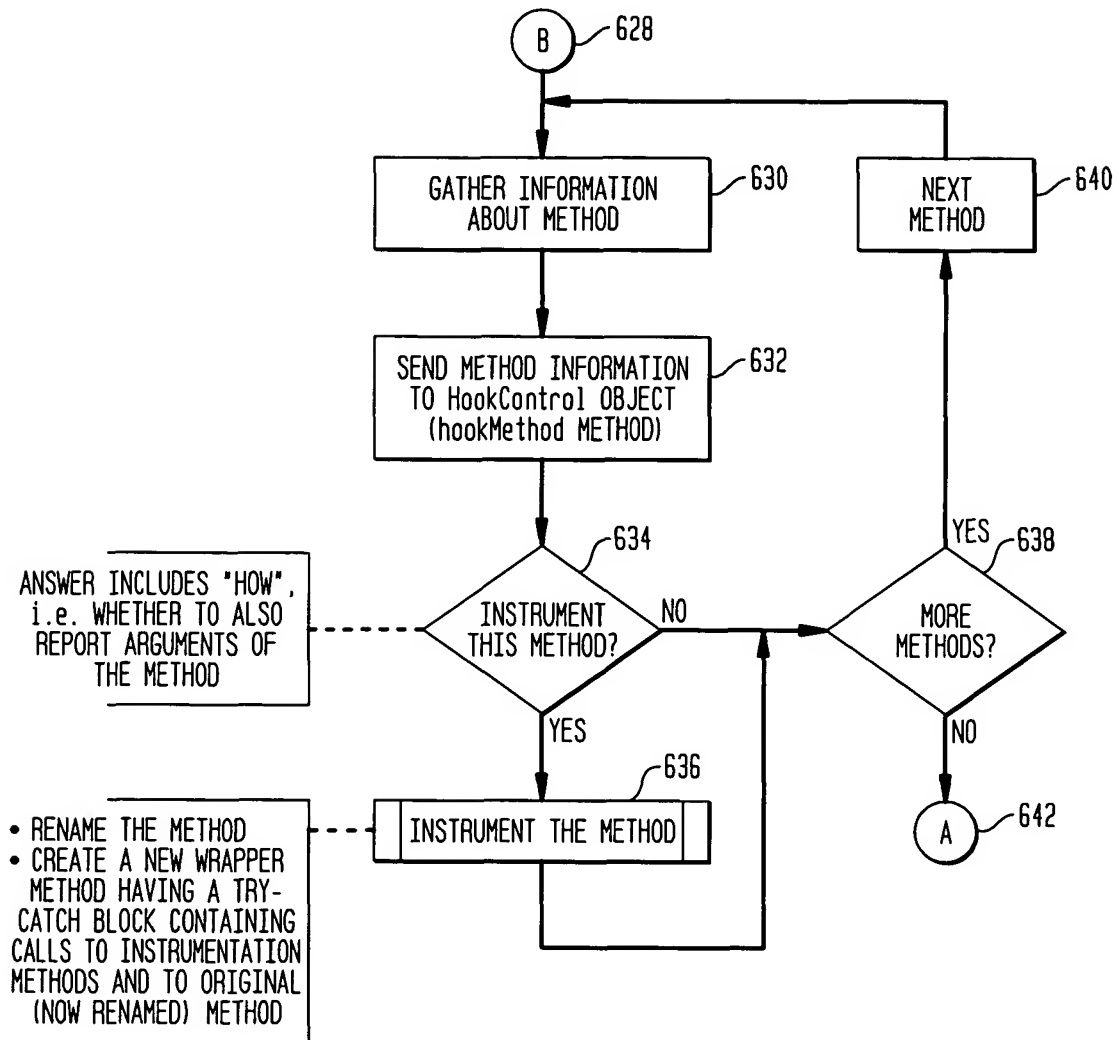 B
628
GATHER INFORMATION
ABOUT METHOD
630
NEXT
METHOD
640
SEND METHOD INFORMATION
TO HookControl OBJECT
(hookMethod METHOD)
632
ANSWER INCLUDES "HOW",
i.e. WHETHER TO ALSO
REPORT ARGUMENTS OF
THE METHOD
INSTRUMENT
THIS METHOD?
634
NO
YES
MORE
METHODS?
638
YES
NO
• RENAME THE METHOD
• CREATE A NEW WRAPPER
METHOD HAVING A TRY-
CATCH BLOCK CONTAINING
CALLS TO INSTRUMENTATION
METHODS AND TO ORIGINAL
(NOW RENAMED) METHOD
INSTRUMENT THE METHOD
636
A
642